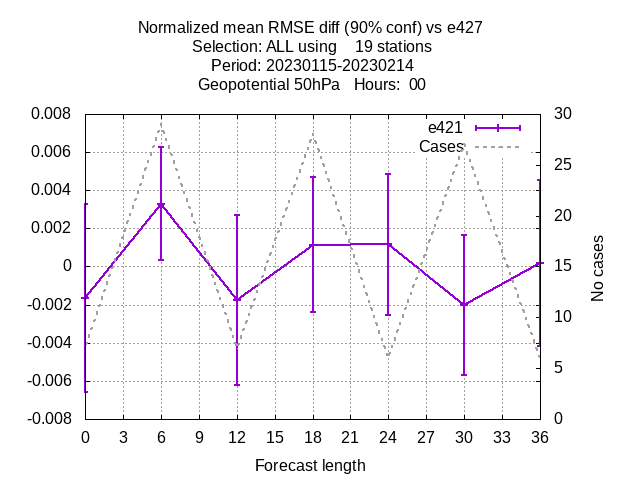 Normalized mean RMSE diff (90% conf) vs e427
Selection: ALL using    19 stations
Period: 20230115-20230214
Geopotential 50hPa   Hours:  00
e421
Cases
0.008
0.006
0.004
0.002
0
-0.002
-0.004
-0.006
-0.008
30
25
20
15
10
5
0
No cases
0 3 6 9 12 15 18 21 24 27 30 33 36
Forecast length